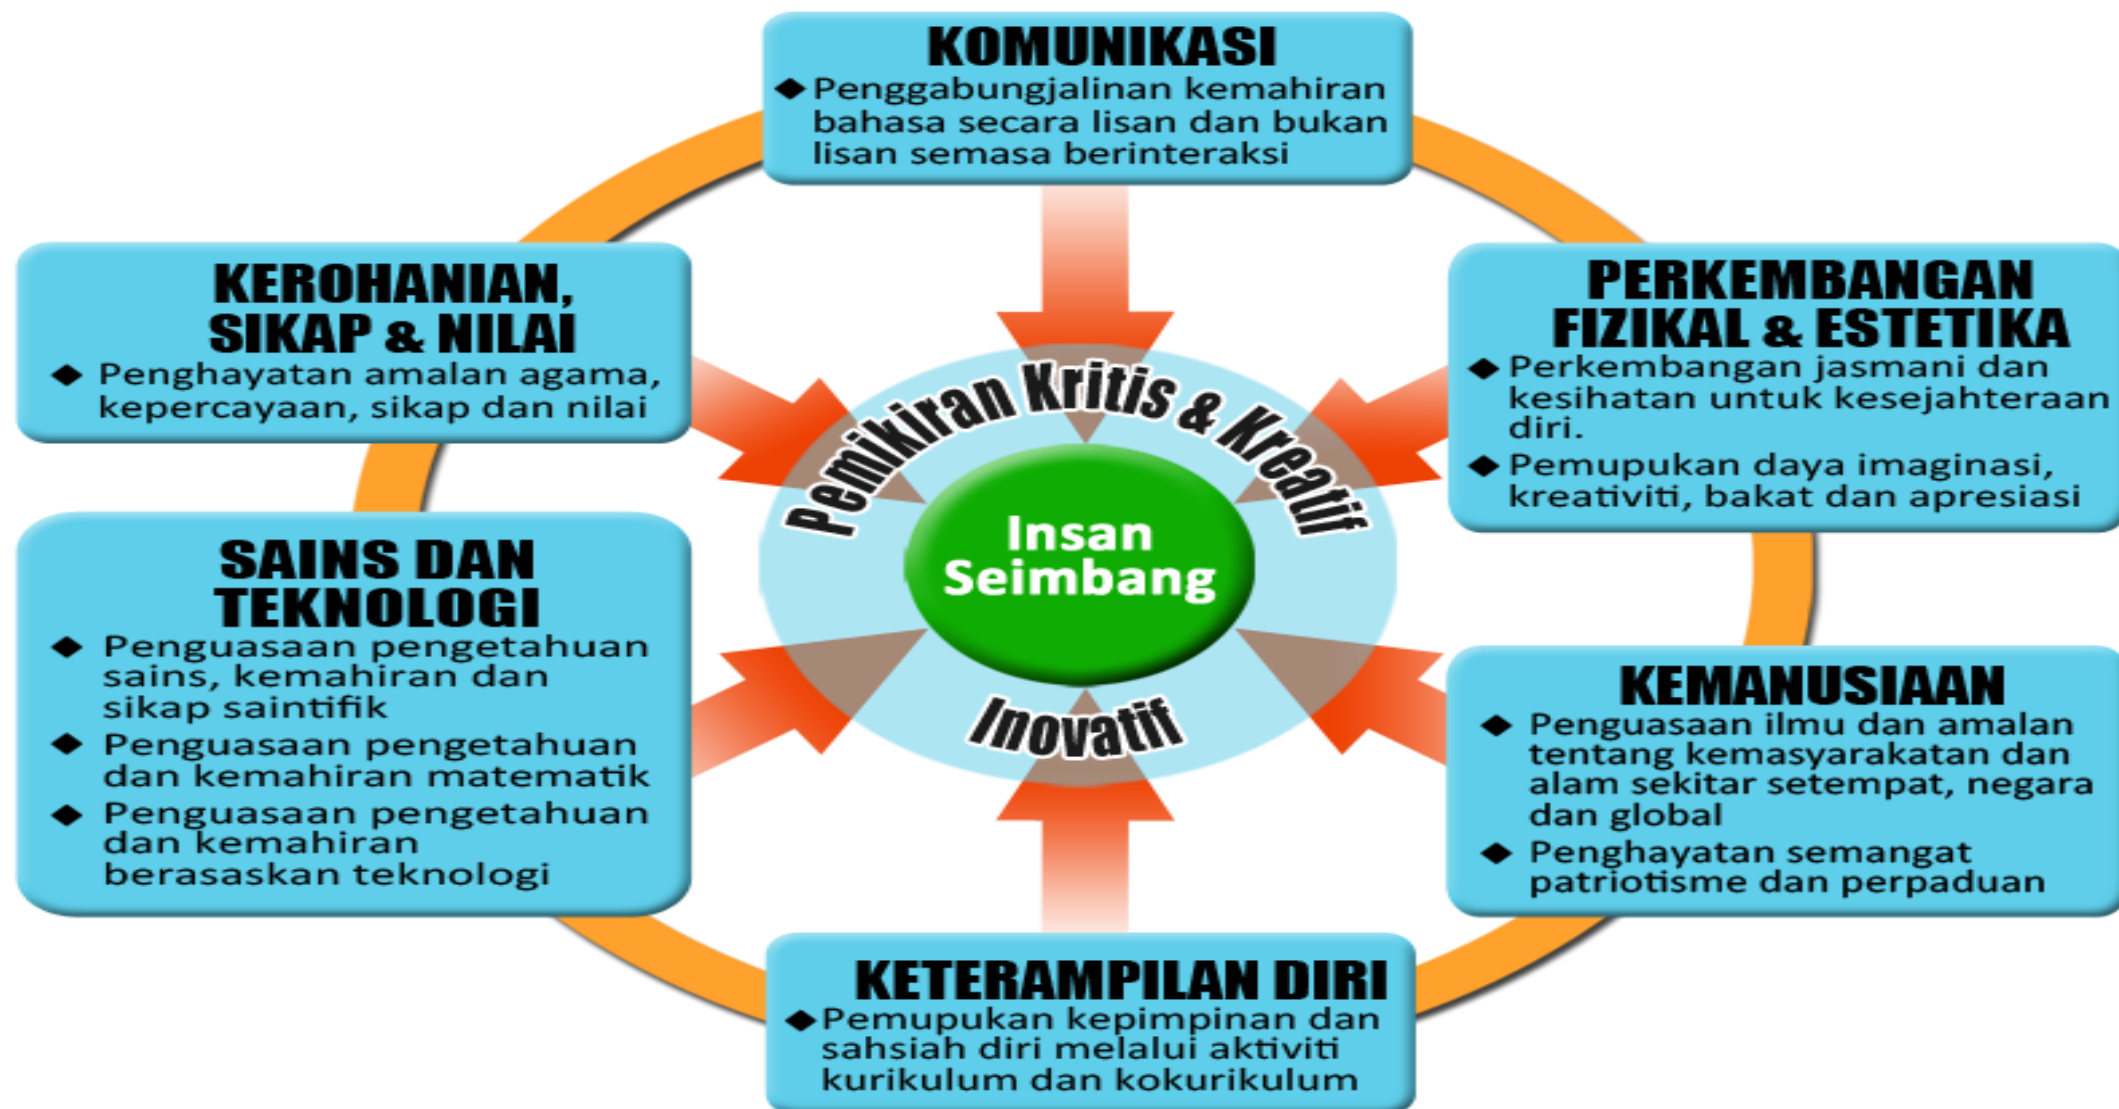 KOMUNIKASI
◆ Penggabungjalinan kemahiran
bahasa secara lisan dan bukan
lisan semasa berinteraksi
KEROHANIAN,
SIKAP & NILAI
◆ Penghayatan amalan agama,
kepercayaan, sikap dan nilai
PERKEMBANGAN
FIZIKAL & ESTETIKA
◆ Perkembangan jasmani dan
kesihatan untuk kesejahteraan
diri.
◆ Pemupukan daya imaginasi,
kreativiti, bakat dan apresiasi
Pemikiran Kritis & Kreatif
Insan
Seimbang
Inovatif
SAINS DAN
TEKNOLOGI
◆ Penguasaan pengetahuan
sains, kemahiran dan
sikap saintifik
◆ Penguasaan pengetahuan
dan kemahiran matematik
◆ Penguasaan pengetahuan
dan kemahiran
berasaskan teknologi
KEMANUSIAAN
◆ Penguasaan ilmu dan amalan
tentang kemasyarakatan dan
alam sekitar setempat, negara
dan global
◆ Penghayatan semangat
patriotisme dan perpaduan
KETERAMPILAN DIRI
◆ Pemupukan kepimpinan dan
sahsiah diri melalui aktiviti
kurikulum dan kokurikulum